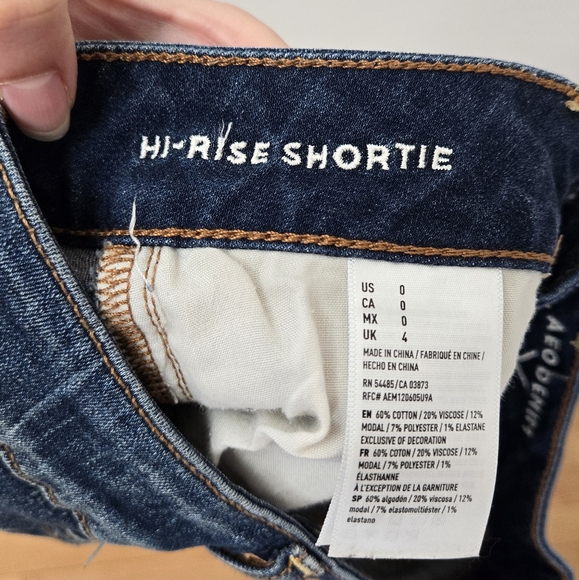 HI-RISE SHORTIE
US 0
CA 0
MX 0
UK 4
MADE IN CHINA / FABRIQUÉ EN CHINE /
HECHO EN CHINA
RN 54485/CA 03873
RFC# AEM120605U9A
EN 60% COTTON / 20% VISCOSE / 12%
MODAL / 7% POLYESTER / 1% ELASTANE
EXCLUSIVE OF DECORATION
FR 60% COTON / 20% VISCOSE / 12%
MODAL / 7% POLYESTER / 1%
ÉLASTHANNE
À L'EXCEPTION DE LA GARNITURE
SP 60% algodón / 20% viscosa / 12%
modal / 7% elastomultiéster / 1%
elastano
AEO DENIM